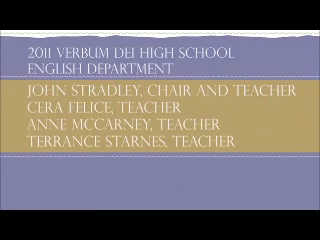 2011 VERBUM DEI HIGH SCHOOL
ENGLISH DEPARTMENT
JOHN STRADLEY, CHAIR AND TEACHER
CERA FELICE, TEACHER
ANNE MCCARNEY, TEACHER
TERRANCE STARNES, TEACHER